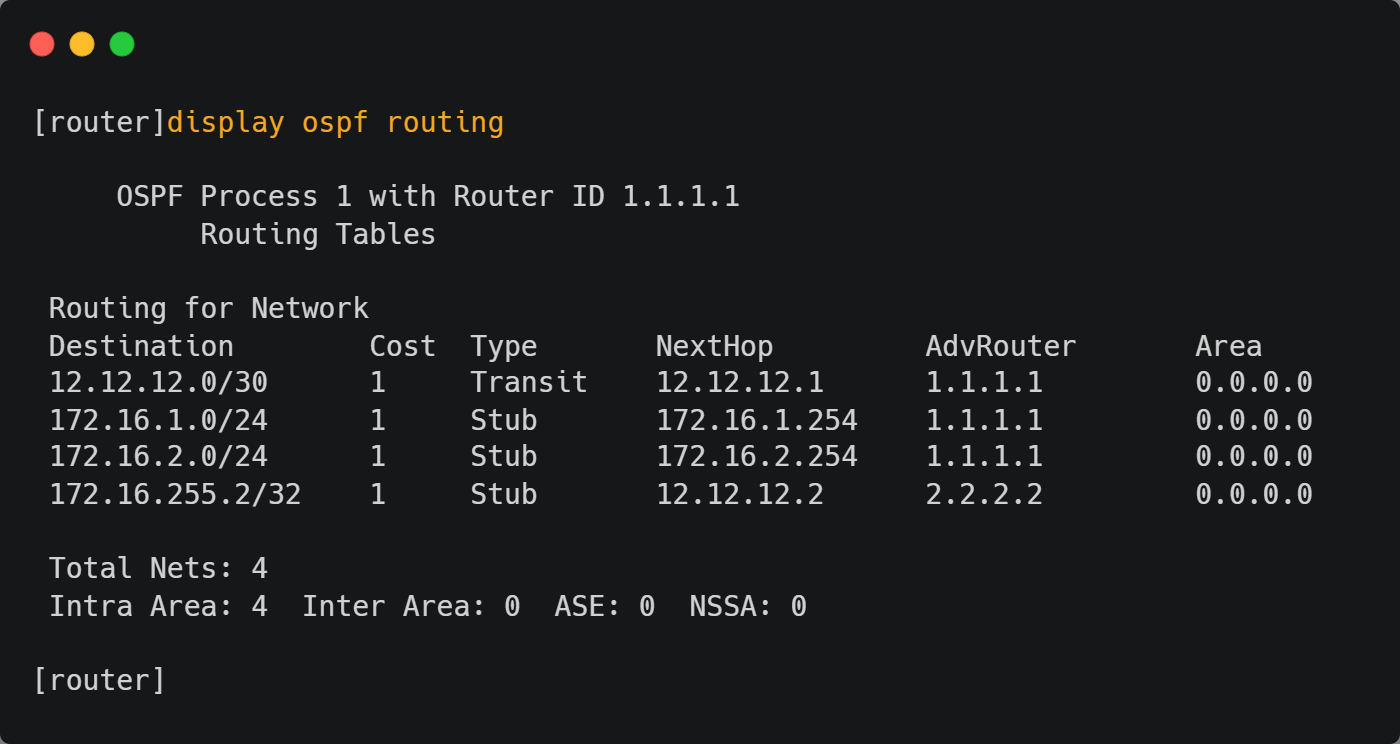 [router]display ospf routing
OSPF Process 1 with Router ID 1.1.1.1
Routing Tables
Routing for Network
Destination        Cost  Type       NextHop         AdvRouter       Area
12.12.12.0/30      1     Transit    12.12.12.1      1.1.1.1         0.0.0.0
172.16.1.0/24      1     Stub       172.16.1.254    1.1.1.1         0.0.0.0
172.16.2.0/24      1     Stub       172.16.2.254    1.1.1.1         0.0.0.0
172.16.255.2/32    1     Stub       12.12.12.2      2.2.2.2         0.0.0.0
Total Nets: 4
Intra Area: 4  Inter Area: 0  ASE: 0  NSSA: 0
[router]